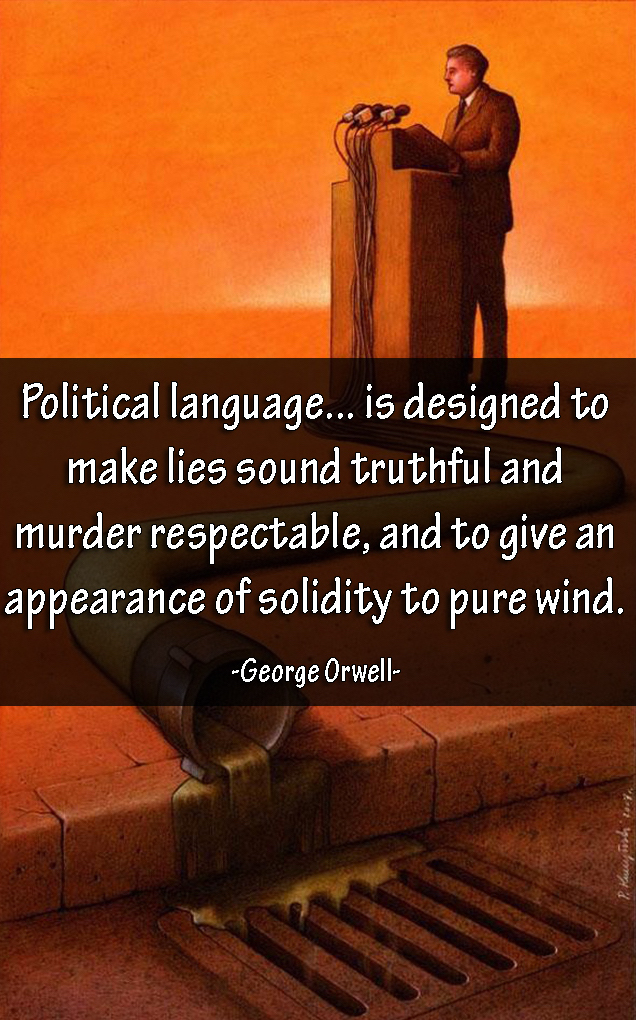 Political language... is designed to
make lies sound truthful and
murder respectable, and to give an
appearance of solidity to pure wind.
-George Orwell-